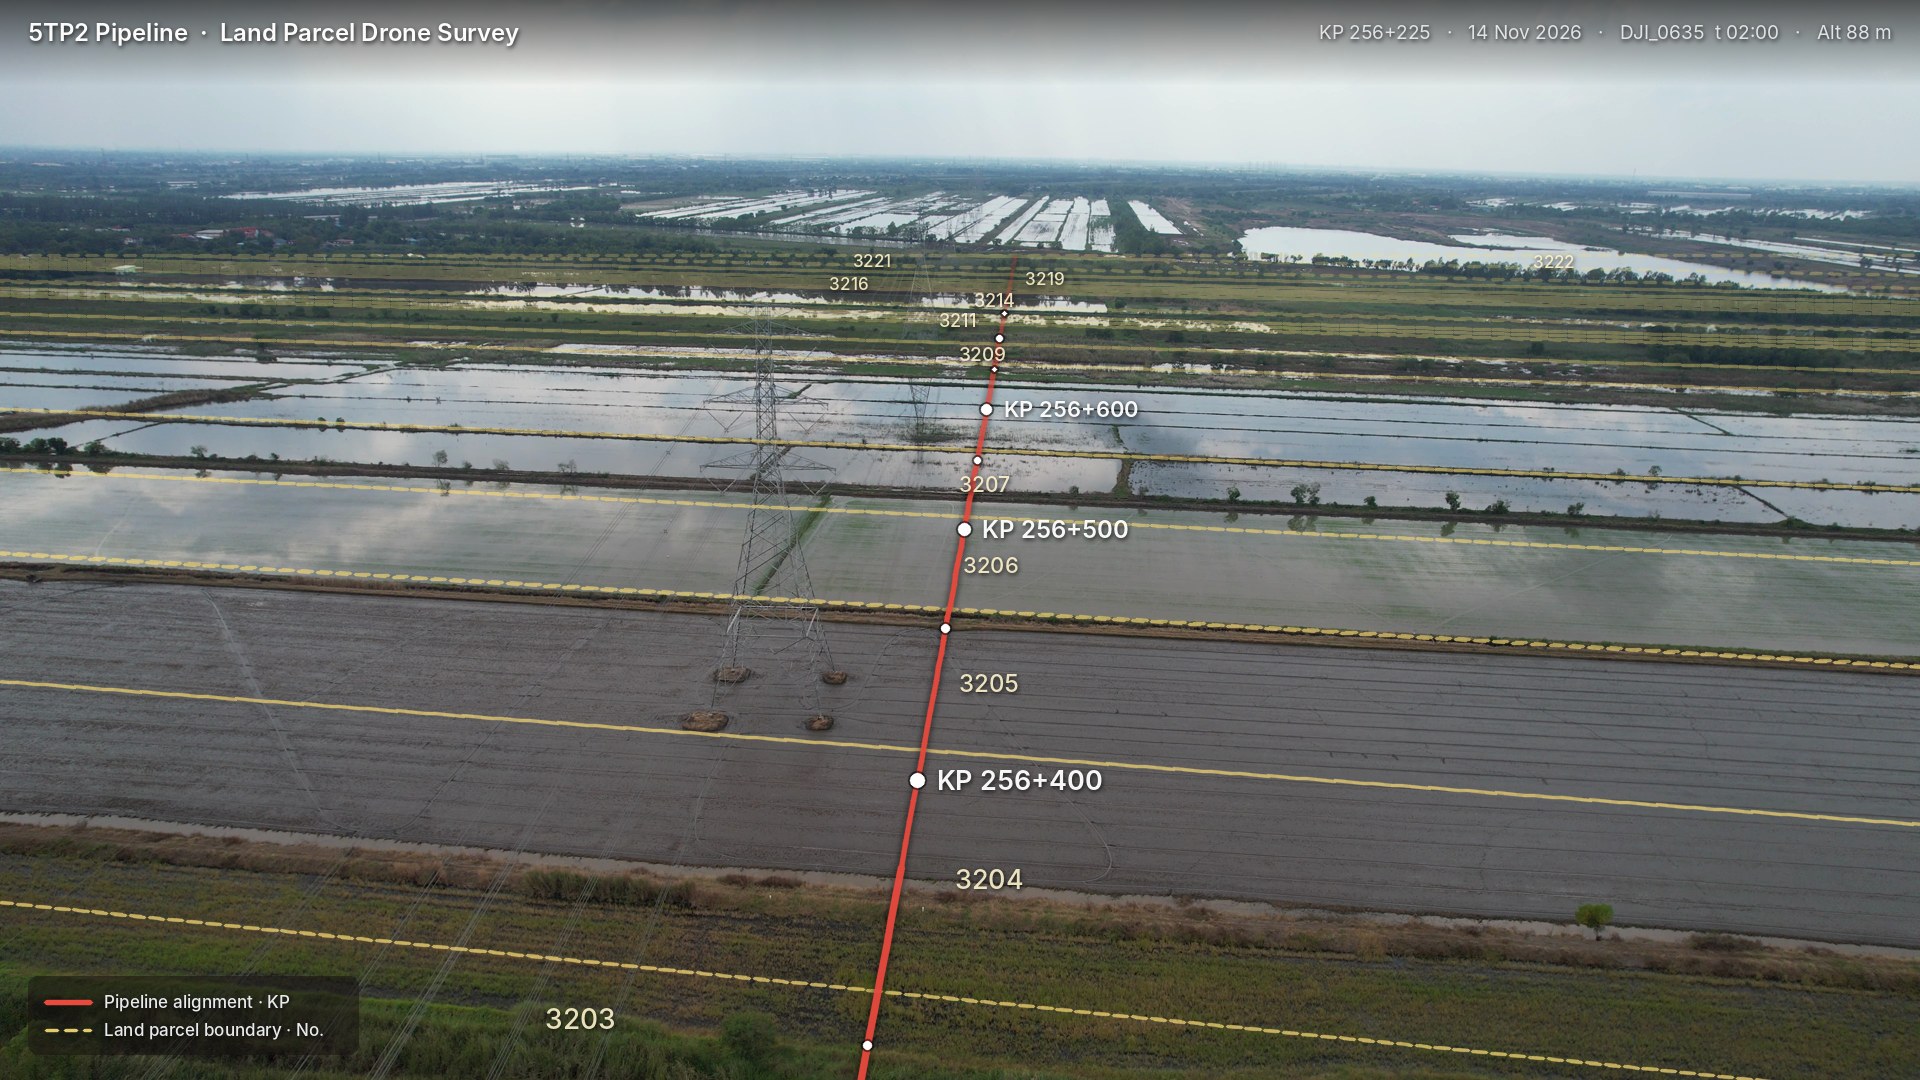 5TP2 Pipeline · Land Parcel Drone Survey
KP 256+225 · 14 Nov 2026 · DJI_0635 t 02:00 · Alt 88 m
3221
3222
3219
3216
3214
3211
3209
KP 256+600
3207
KP 256+500
3206
3205
KP 256+400
3204
3203
Pipeline alignment · KP
Land parcel boundary · No.